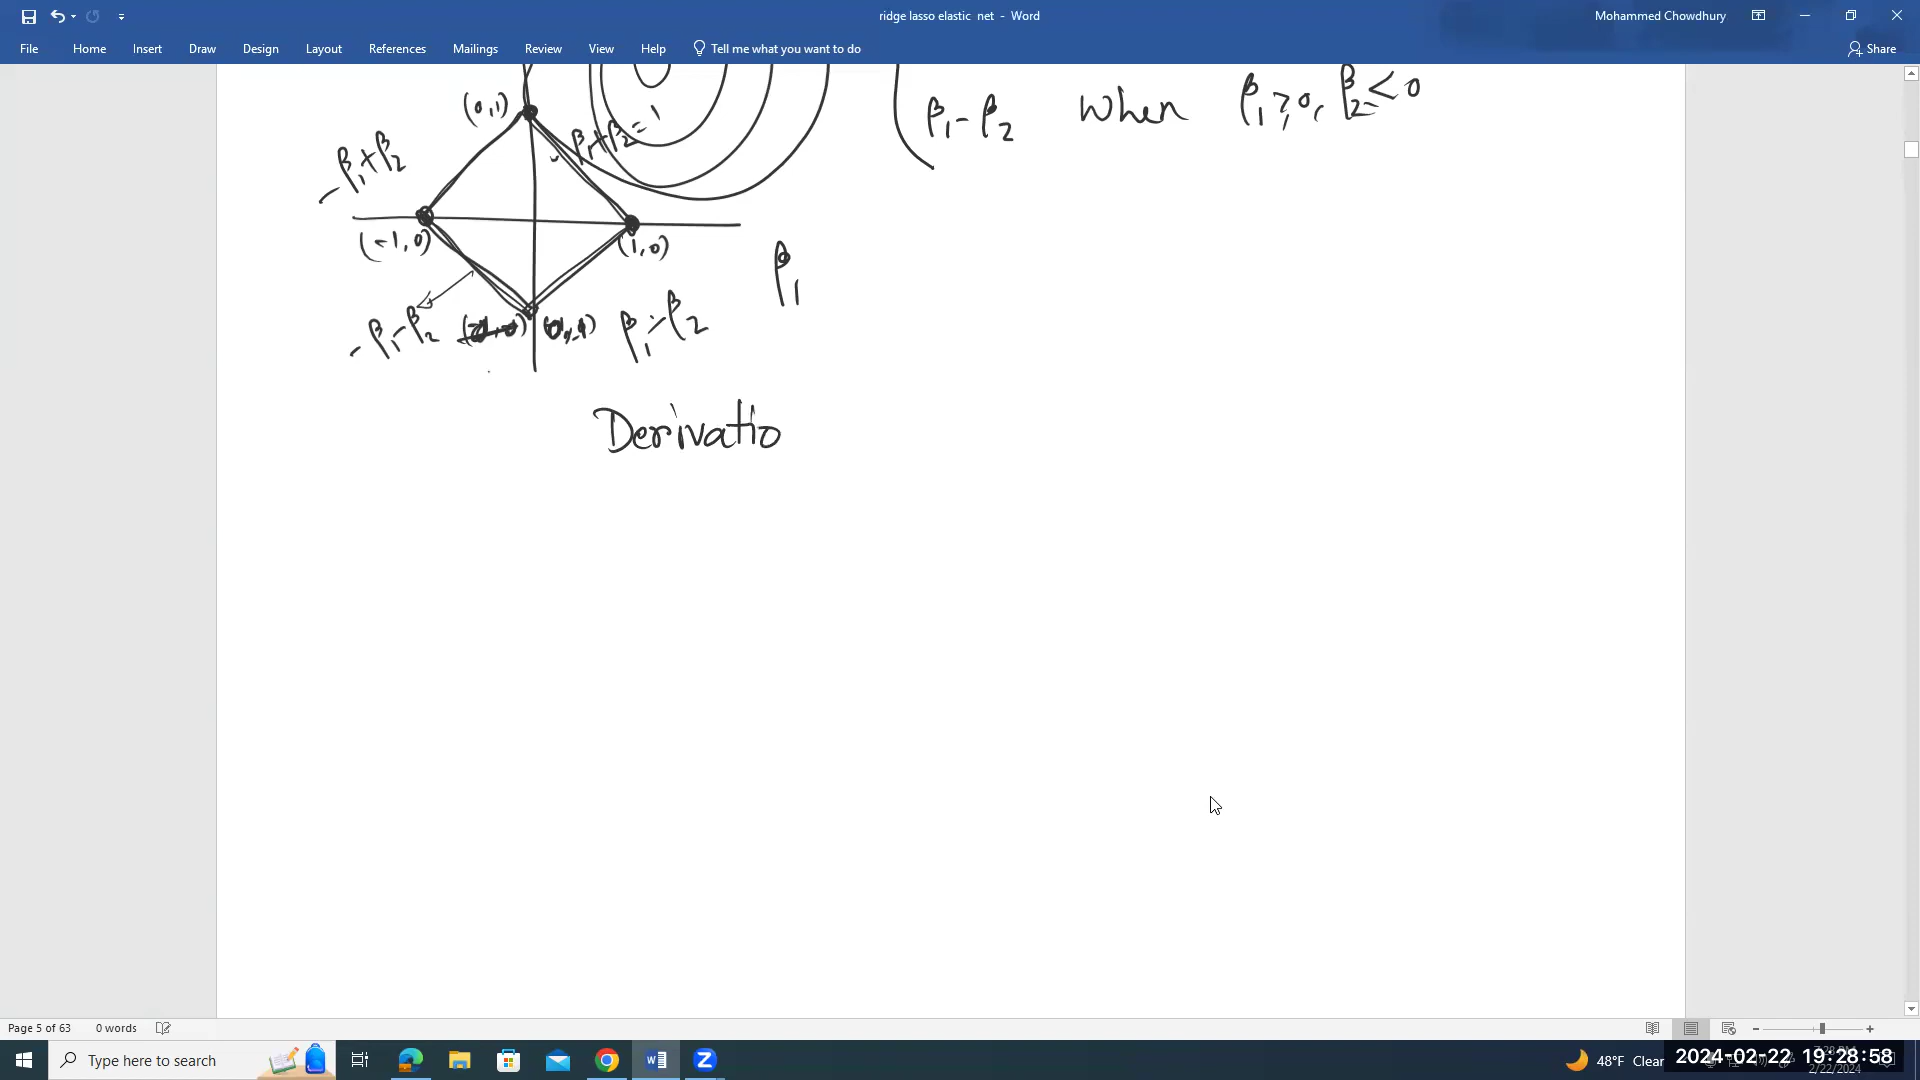 ridge lasso elastic net - Word
Mohammed Chowdhury
File Home Insert Draw Design Layout References Mailings Review View Help Tell me what you want to do
Share
(0,1)
β₁+β₂=1
-β₁+β₂
β₁-β₂ when β₁≥0, β₂<0
(-1,0)
(1,0)
β₁
-β₁-β₂
β₁-β₂
Derivatio
Page 5 of 63 0 words
Type here to search
48°F Clear
2024-02-22 19:28:58
2/22/2024